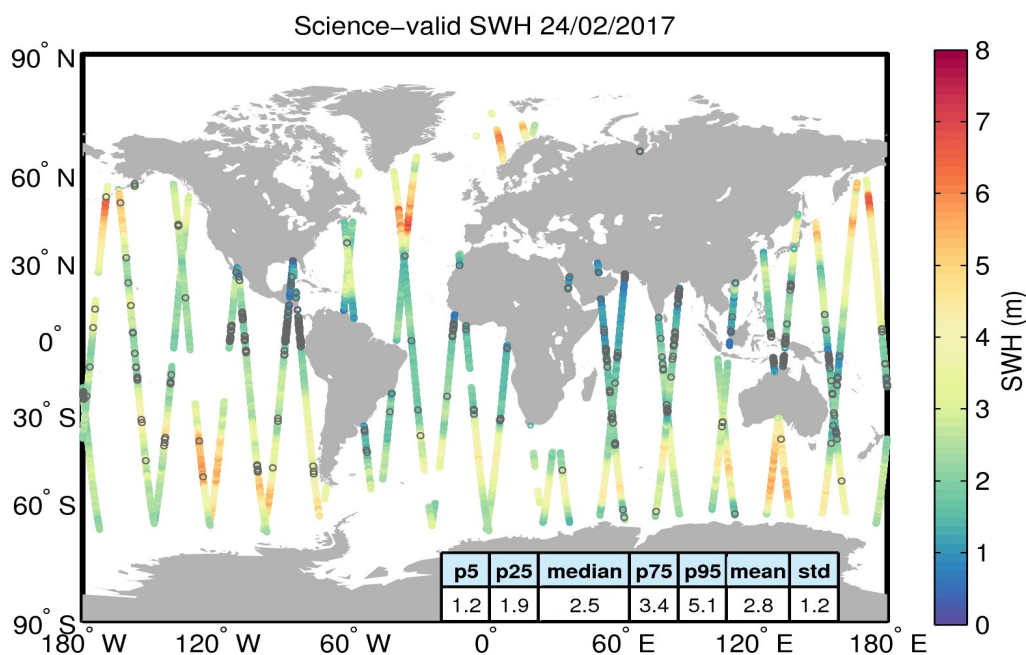 Science−valid SWH 24/02/2017
90° N
60° N
30° N
0°
30° S
60° S
90° S
180° W
120° W
60° W
0°
60° E
120° E
180° E
p5 p25 median p75 p95 mean std
1.2 1.9 2.5 3.4 5.1 2.8 1.2
8
7
6
5
4
3
2
1
0
SWH (m)